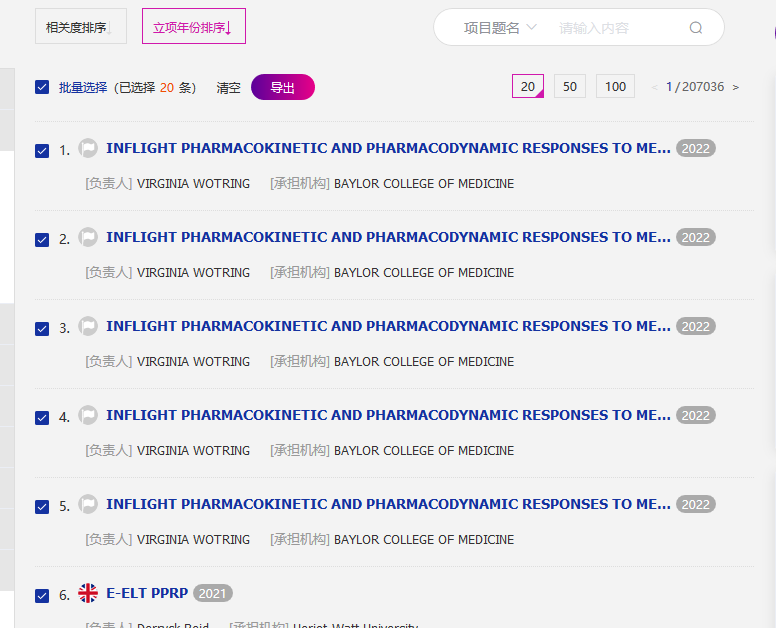 相关度排序↓ 立项年份排序↓ 项目题名 请输入内容
批量选择 (已选择 20 条) 清空 导出 20 50 100 < 1 / 207036 >
1. INFLIGHT PHARMACOKINETIC AND PHARMACODYNAMIC RESPONSES TO ME... 2022
[负责人] VIRGINIA WOTRING [承担机构] BAYLOR COLLEGE OF MEDICINE
2. INFLIGHT PHARMACOKINETIC AND PHARMACODYNAMIC RESPONSES TO ME... 2022
[负责人] VIRGINIA WOTRING [承担机构] BAYLOR COLLEGE OF MEDICINE
3. INFLIGHT PHARMACOKINETIC AND PHARMACODYNAMIC RESPONSES TO ME... 2022
[负责人] VIRGINIA WOTRING [承担机构] BAYLOR COLLEGE OF MEDICINE
4. INFLIGHT PHARMACOKINETIC AND PHARMACODYNAMIC RESPONSES TO ME... 2022
[负责人] VIRGINIA WOTRING [承担机构] BAYLOR COLLEGE OF MEDICINE
5. INFLIGHT PHARMACOKINETIC AND PHARMACODYNAMIC RESPONSES TO ME... 2022
[负责人] VIRGINIA WOTRING [承担机构] BAYLOR COLLEGE OF MEDICINE
6. E-ELT PPRP 2021
[负责人] Derryck Reid [承担机构] Heriot-Watt University